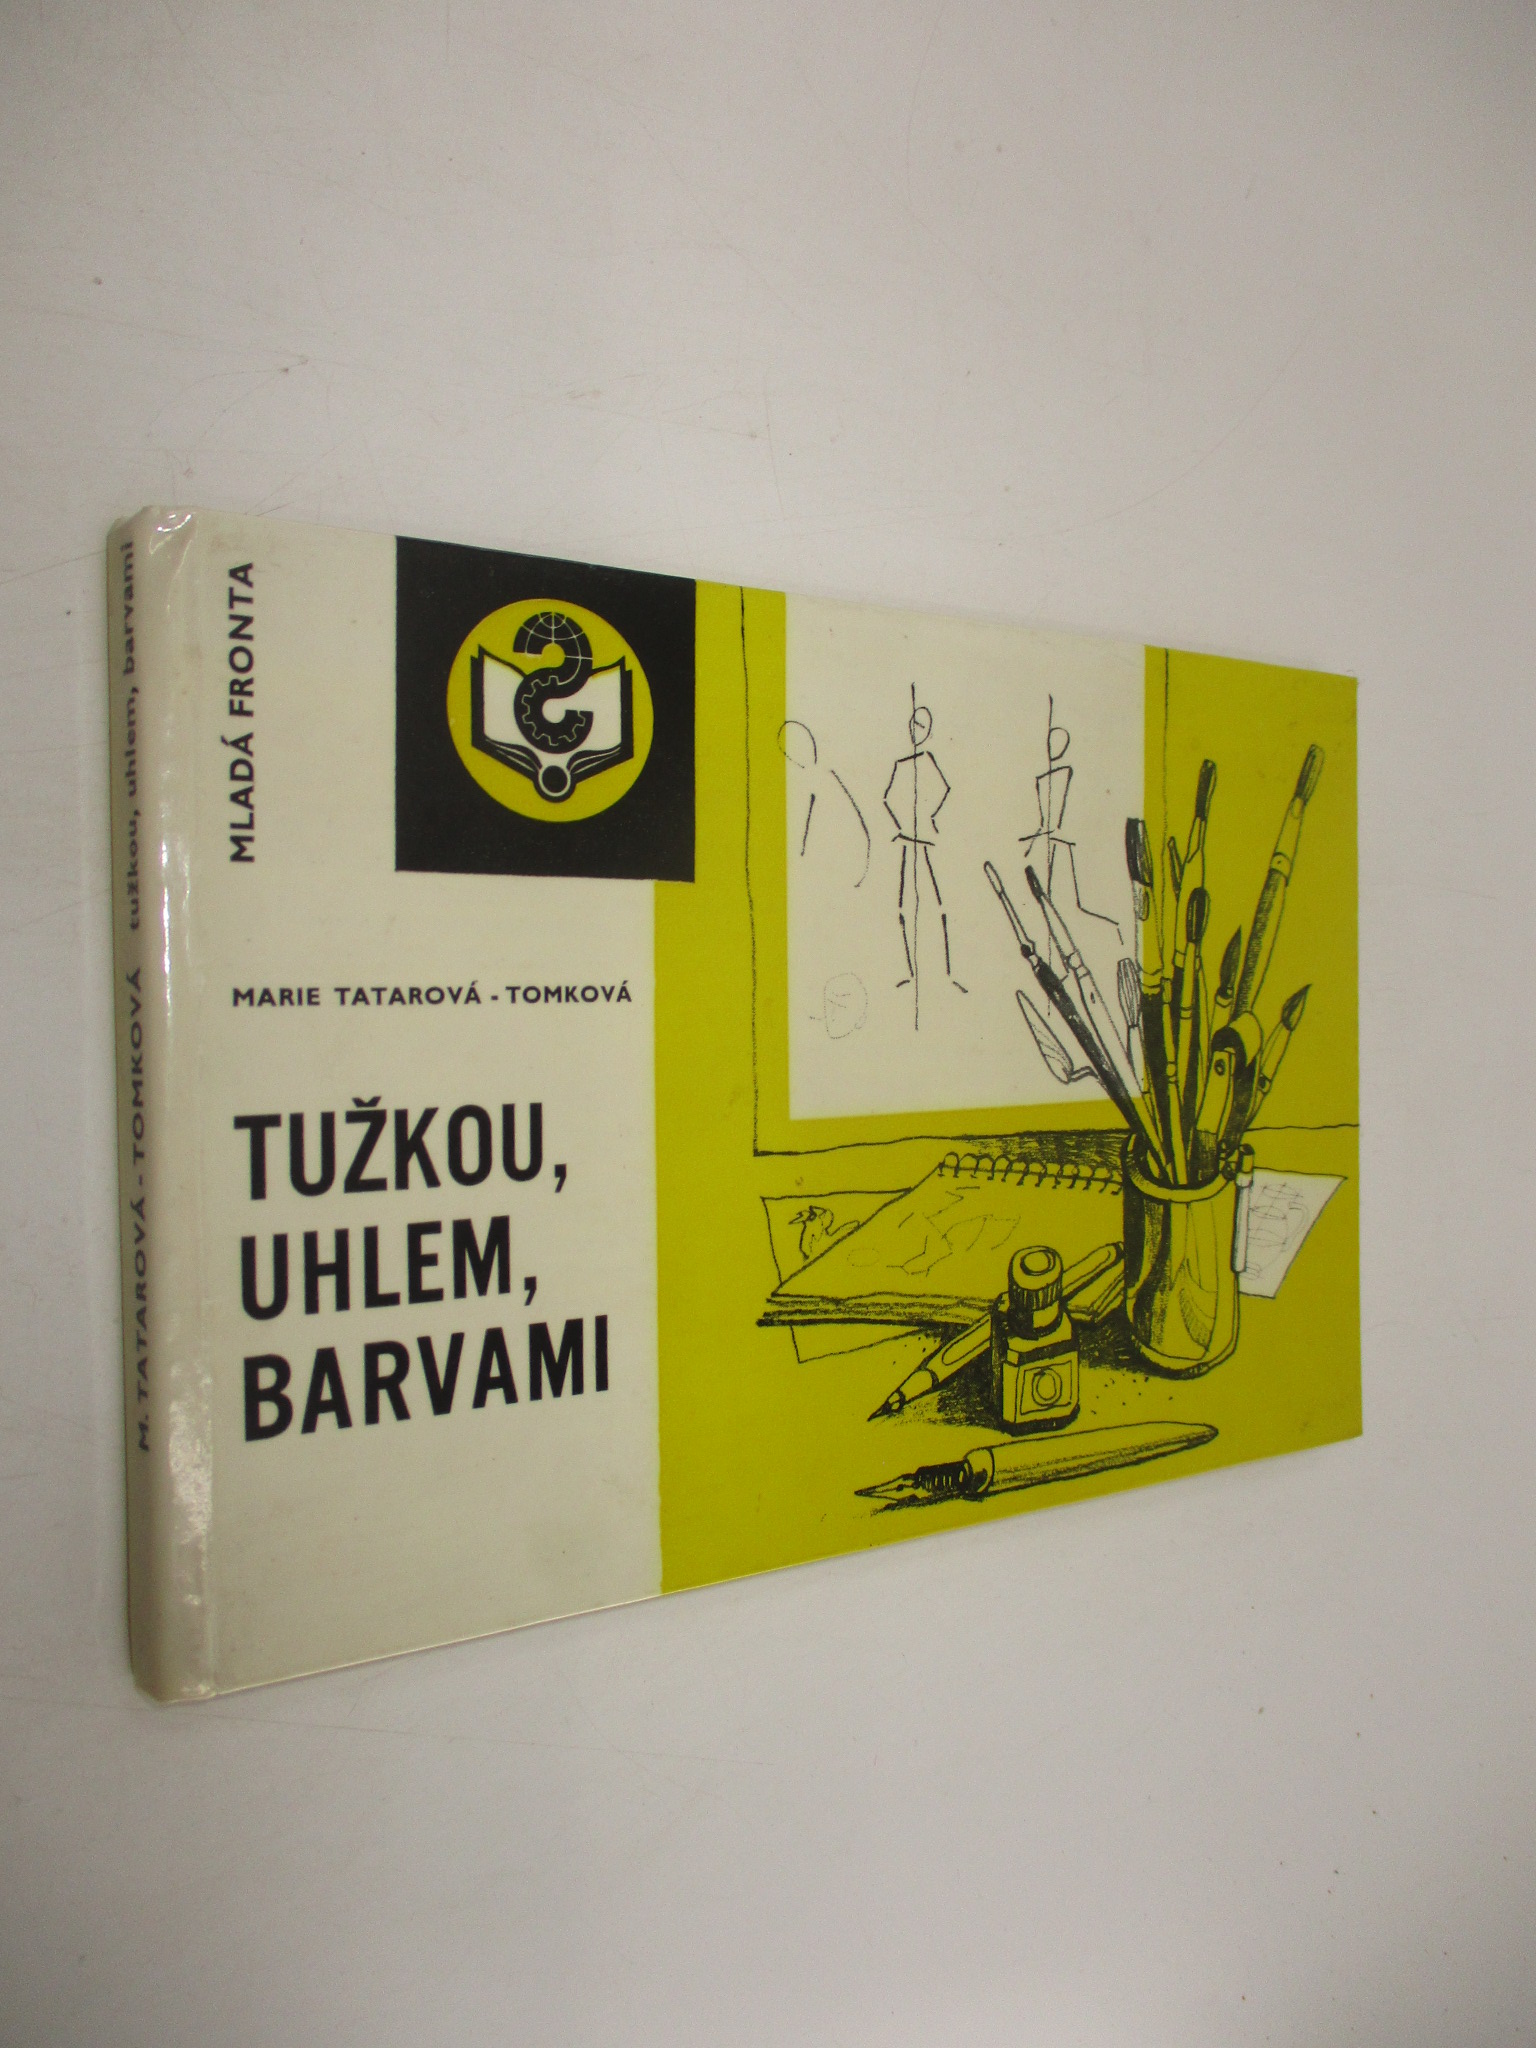 M. TATAROVÁ - TOMKOVÁ tužkou, uhlem, barvami
MLADÁ FRONTA
MARIE TATAROVÁ - TOMKOVÁ
TUŽKOU,
UHLEM,
BARVAMI